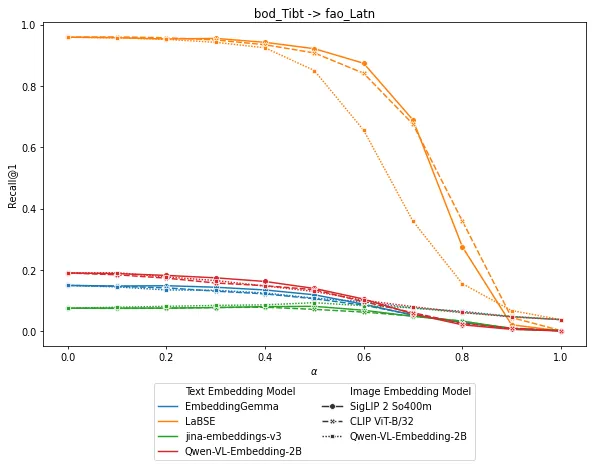 bod_Tibt -> fao_Latn
1.0
0.8
0.6
0.4
0.2
0.0
Recall@1
0.0 0.2 0.4 0.6 0.8 1.0
α
Text Embedding Model Image Embedding Model
EmbeddingGemma SigLIP 2 So400m
LaBSE CLIP ViT-B/32
jina-embeddings-v3 Qwen-VL-Embedding-2B
Qwen-VL-Embedding-2B